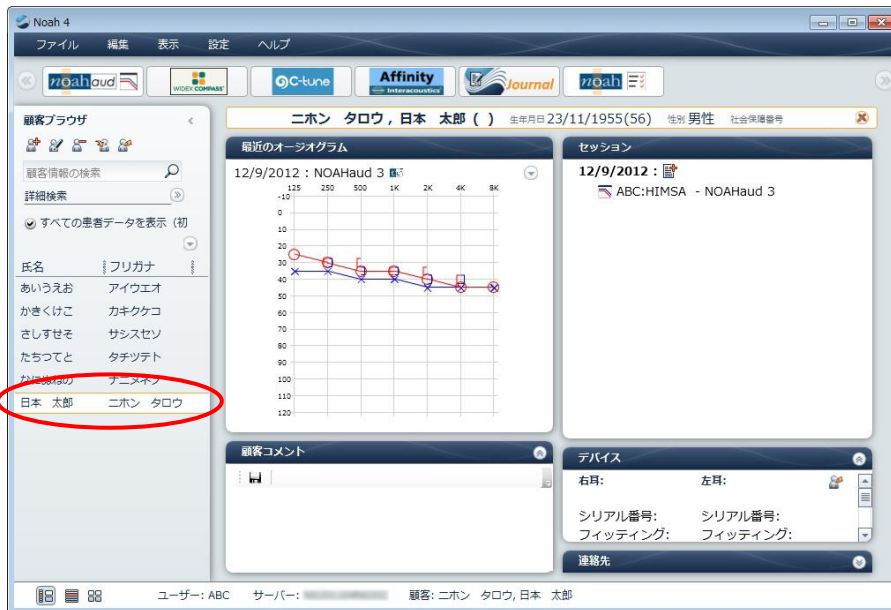 Noah 4
ファイル 編集 表示 設定 ヘルプ
noah aud WIDEX COMPASS C-tune Affinity Interacoustics Journal noah
顧客ブラウザ
ニホン タロウ , 日本 太郎 ( ) 生年月日 23/11/1955(56) 性別 男性 社会保障番号
顧客情報の検索
詳細検索
すべての患者データを表示（初
氏名 フリガナ
あいうえお アイウエオ
かきくけこ カキクケコ
さしすせそ サシスセソ
たちつてと タチツテト
なにぬねの ナニヌネノ
日本 太郎 ニホン タロウ
最近のオージオグラム
12/9/2012 : NOAHaud 3
125 250 500 1K 2K 4K 8K
-10
0
10
20
30
40
50
60
70
80
90
100
110
120
セッション
12/9/2012 :
ABC:HIMSA - NOAHaud 3
顧客コメント
デバイス
右耳: 左耳:
シリアル番号: シリアル番号:
フィッティング: フィッティング:
連絡先
ユーザー: ABC サーバー: 顧客: ニホン タロウ, 日本 太郎